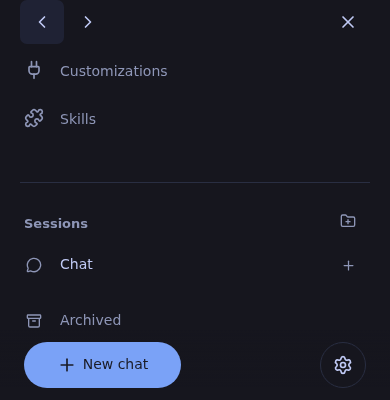 Customizations
Skills
Sessions
Chat
Archived
New chat